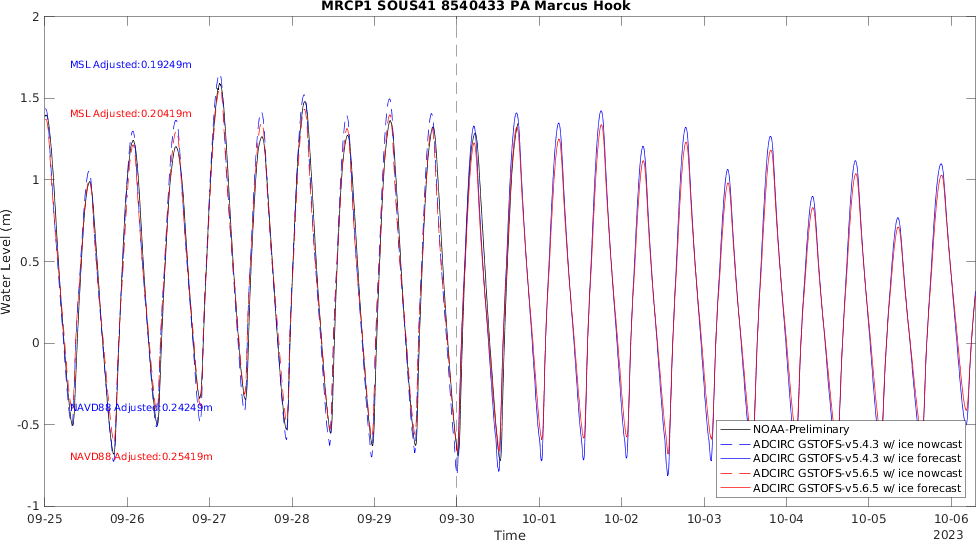 MRCP1 SOUS41 8540433 PA Marcus Hook
2
1.5
1
0.5
0
-0.5
-1
Water Level (m)
MSL Adjusted:0.19249m
MSL Adjusted:0.20419m
NAVD88 Adjusted:0.24249m
NAVD88 Adjusted:0.25419m
NOAA-Preliminary
ADCIRC GSTOFS-v5.4.3 w/ ice nowcast
ADCIRC GSTOFS-v5.4.3 w/ ice forecast
ADCIRC GSTOFS-v5.6.5 w/ ice nowcast
ADCIRC GSTOFS-v5.6.5 w/ ice forecast
09-25 09-26 09-27 09-28 09-29 09-30 10-01 10-02 10-03 10-04 10-05 10-06
Time
2023